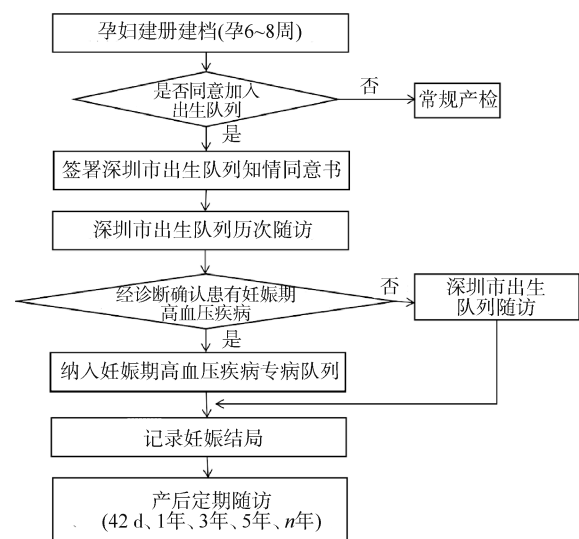 孕妇建册建档(孕6~8周)
是否同意加入
出生队列
否
常规产检
是
签署深圳市出生队列知情同意书
深圳市出生队列历次随访
经诊断确认患有妊娠期
高血压疾病
否
深圳市出生
队列随访
是
纳入妊娠期高血压疾病专病队列
记录妊娠结局
产后定期随访
(42 d、1年、3年、5年、n年)